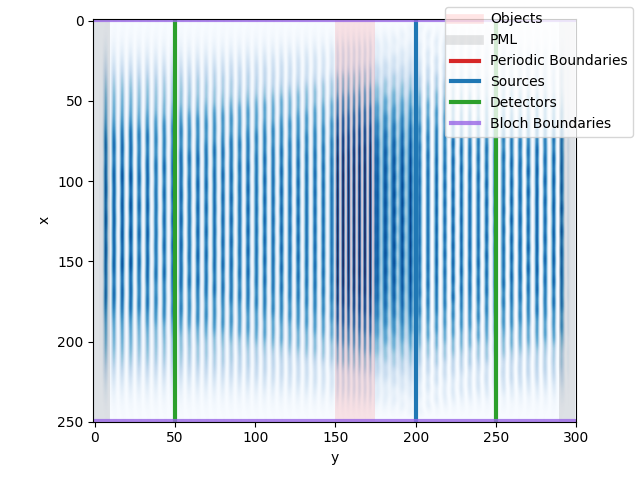 Objects
PML
Periodic Boundaries
Sources
Detectors
Bloch Boundaries
0
50
100
150
200
250
x
0 50 100 150 200 250 300
y